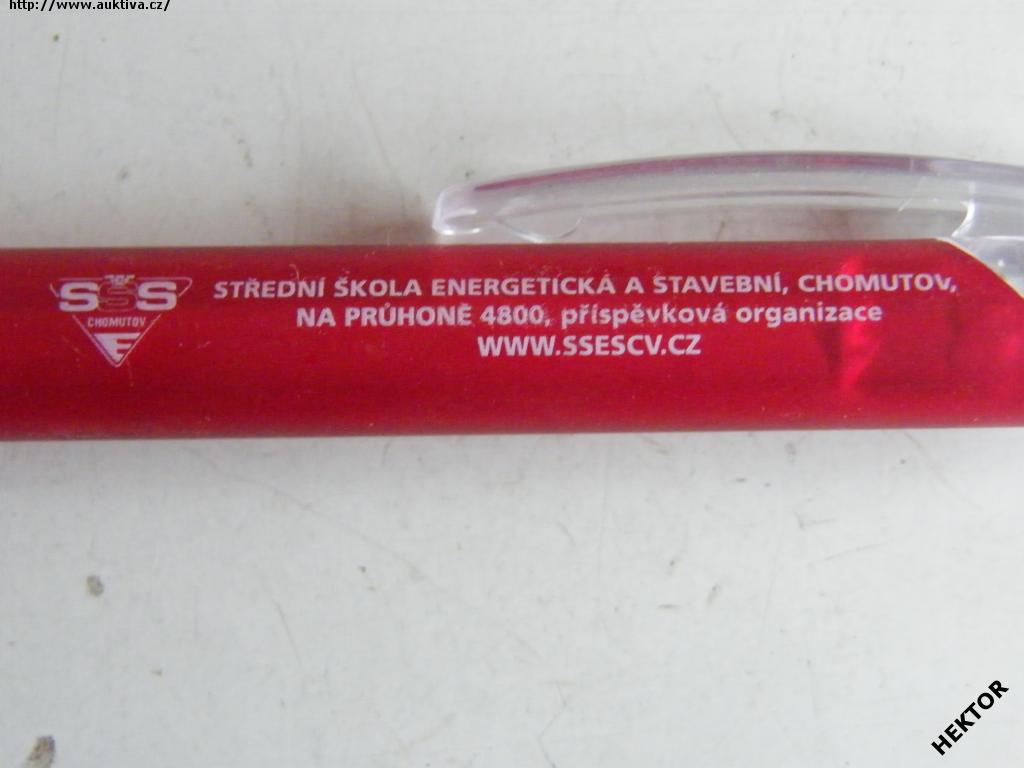 http://www.auktiva.cz/
SSS
CHOMUTOV
E
STŘEDNÍ ŠKOLA ENERGETICKÁ A STAVEBNÍ, CHOMUTOV,
NA PRŮHONĚ 4800, příspěvková organizace
WWW.SSESCV.CZ
HEKTOR